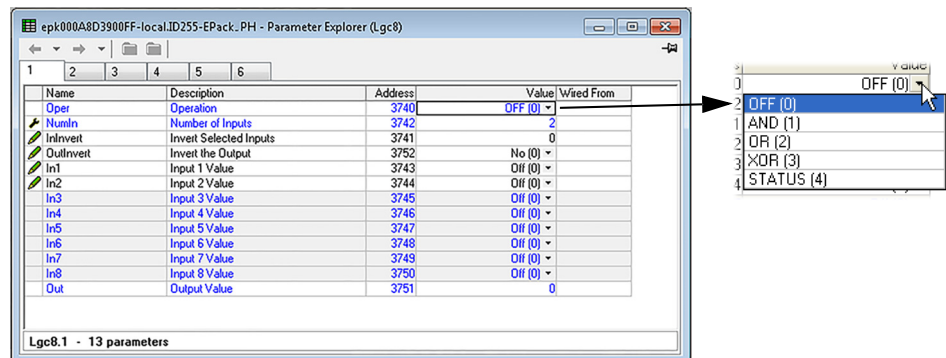 epk000A8D3900FF-local.ID255-EPack_PH - Parameter Explorer (Lgc8)
1 2 3 4 5 6
Name Description Address Value Wired From
Oper Operation 3740 OFF (0)
NumIn Number of Inputs 3742 2
InInvert Invert Selected Inputs 3741 0
OutInvert Invert the Output 3752 No (0)
In1 Input 1 Value 3743 Off (0)
In2 Input 2 Value 3744 Off (0)
In3 Input 3 Value 3745 Off (0)
In4 Input 4 Value 3746 Off (0)
In5 Input 5 Value 3747 Off (0)
In6 Input 6 Value 3748 Off (0)
In7 Input 7 Value 3749 Off (0)
In8 Input 8 Value 3750 Off (0)
Out Output Value 3751 0
Lgc8.1 - 13 parameters
Value
0 OFF (0)
2 OFF (0)
1 AND (1)
2 OR (2)
3 XOR (3)
4 STATUS (4)